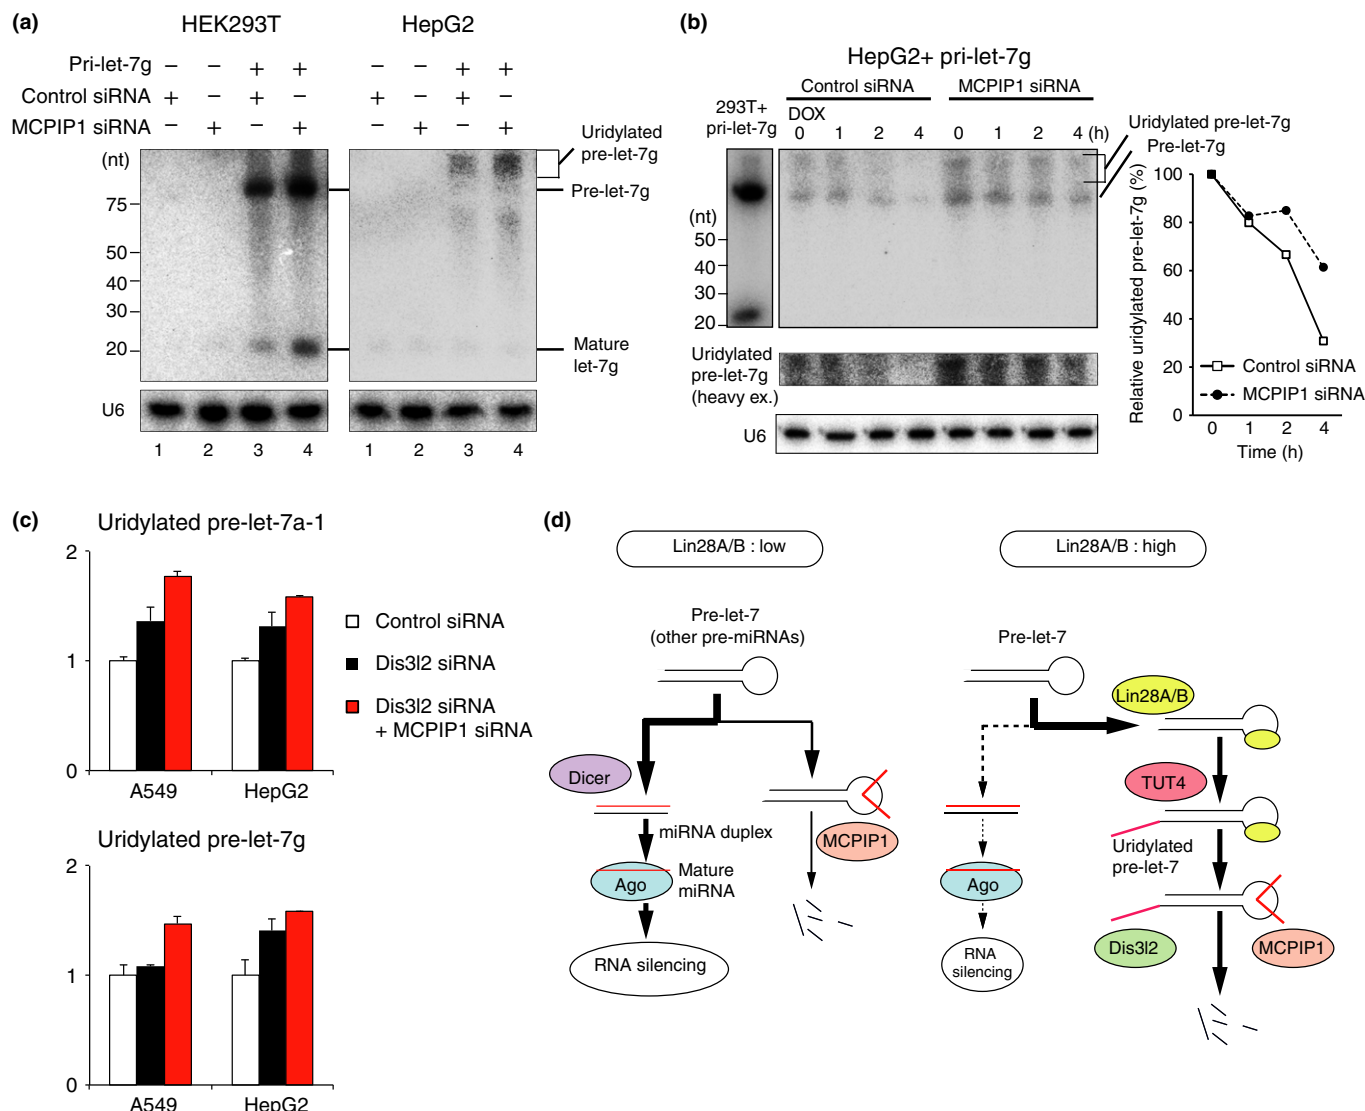 (a)
HEK293T HepG2
Pri-let-7g – – + + – – + +
Control siRNA + – + – + – + –
MCPIP1 siRNA – + – + – + – +
(nt)
75
50
40
30
20
Uridylated
pre-let-7g
Pre-let-7g
Mature
let-7g
U6
1 2 3 4 1 2 3 4
(b)
HepG2+ pri-let-7g
Control siRNA MCPIP1 siRNA
293T+
pri-let-7g
DOX
0 1 2 4 0 1 2 4 (h)
Uridylated pre-let-7g
Pre-let-7g
(nt)
50
40
30
20
Uridylated
pre-let-7g
(heavy ex.)
U6
Relative uridylated pre-let-7g (%)
100
80
60
40
20
0
Control siRNA
MCPIP1 siRNA
0 1 2 4
Time (h)
(c)
Uridylated pre-let-7a-1
2
1
0
A549 HepG2
Control siRNA
Dis3l2 siRNA
Dis3l2 siRNA
+ MCPIP1 siRNA
Uridylated pre-let-7g
2
1
0
A549 HepG2
(d)
Lin28A/B : low
Pre-let-7
(other pre-miRNAs)
Dicer
miRNA duplex
MCPIP1
Ago
Mature
miRNA
RNA silencing
Lin28A/B : high
Pre-let-7
Lin28A/B
TUT4
Uridylated
pre-let-7
Ago
Dis3l2
MCPIP1
RNA
silencing